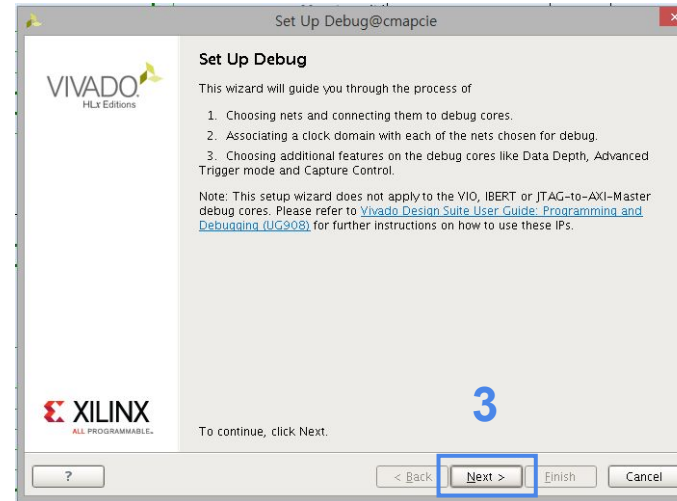 Set Up Debug@cmapcie
x
VIVADO
HLx Editions
Set Up Debug
This wizard will guide you through the process of
1. Choosing nets and connecting them to debug cores.
2. Associating a clock domain with each of the nets chosen for debug.
3. Choosing additional features on the debug cores like Data Depth, Advanced
Trigger mode and Capture Control.
Note: This setup wizard does not apply to the VIO, IBERT or JTAG-to-AXI-Master
debug cores. Please refer to Vivado Design Suite User Guide: Programming and
Debugging (UG908) for further instructions on how to use these IPs.
XILINX
ALL PROGRAMMABLE.
3
To continue, click Next.
? < Back Next > Finish Cancel